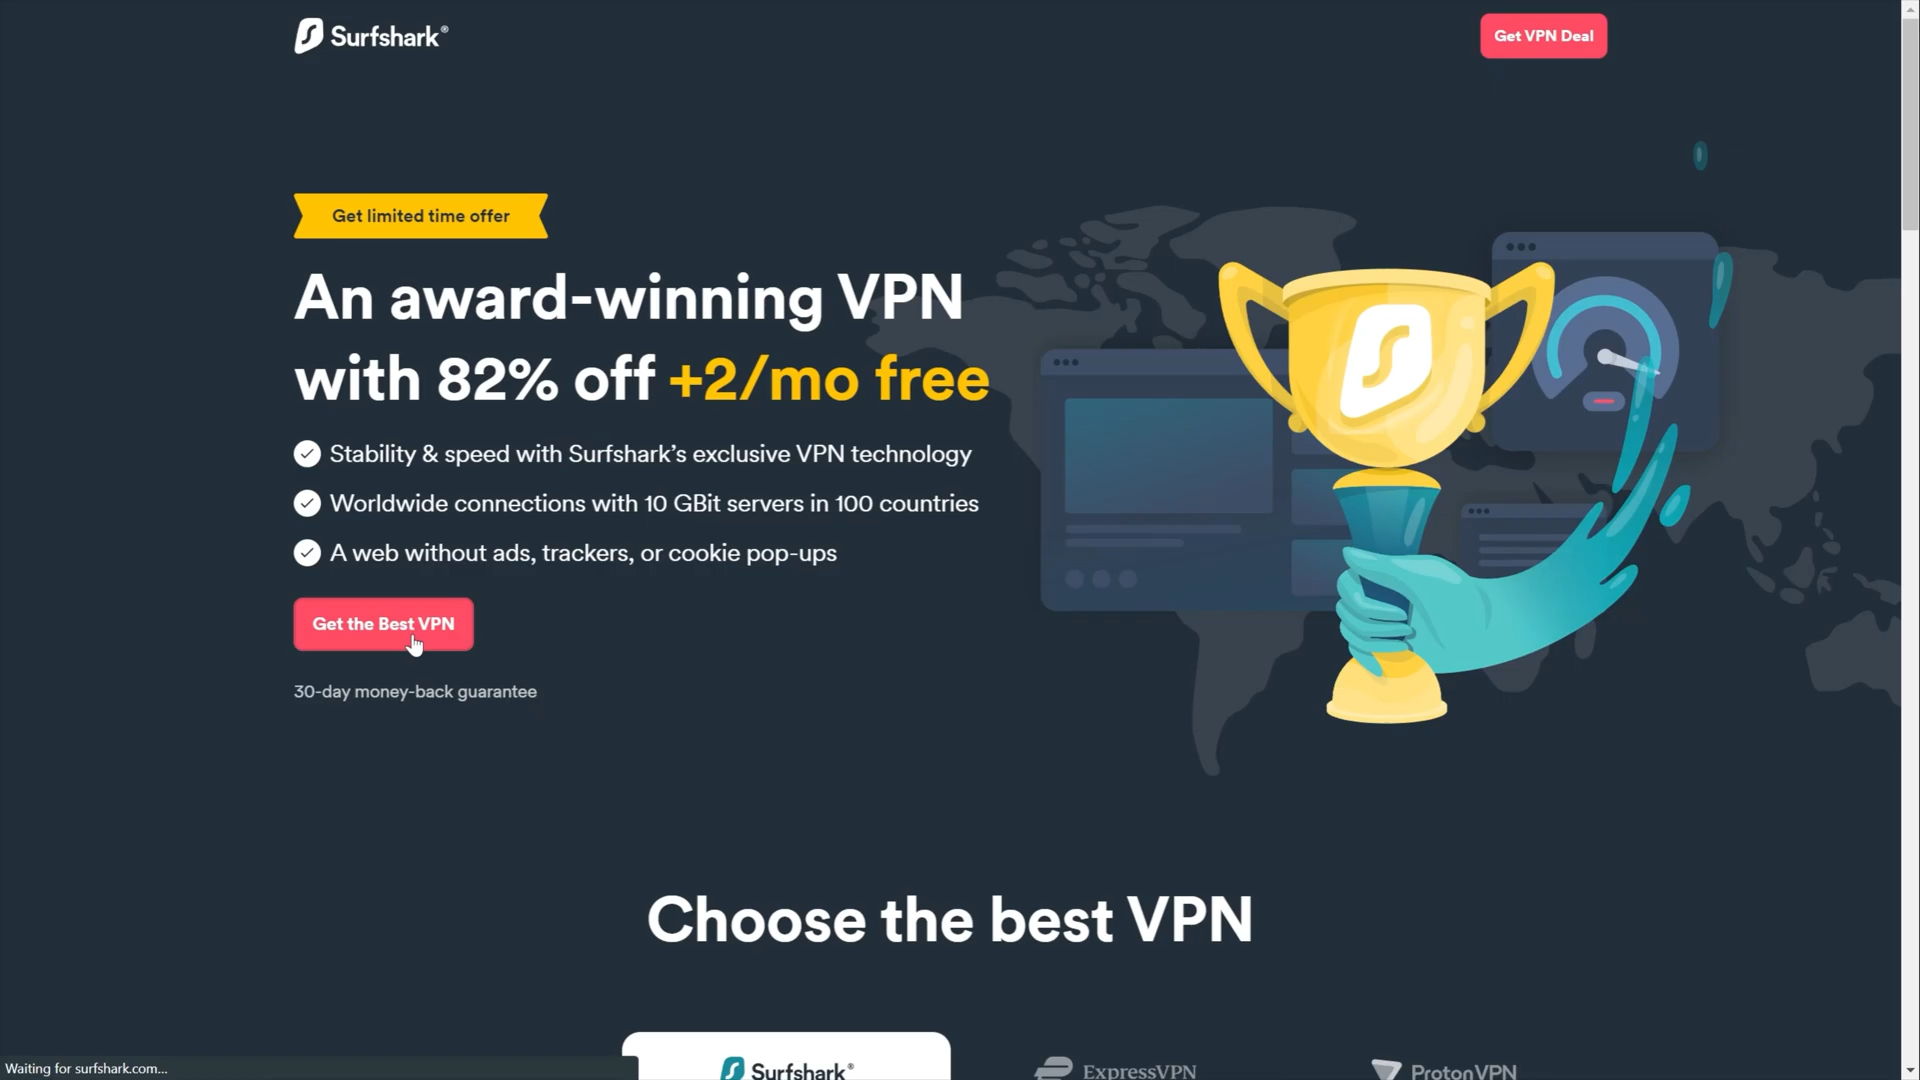 Surfshark®
Get VPN Deal
Get limited time offer
An award-winning VPN
with 82% off +2/mo free
Stability & speed with Surfshark’s exclusive VPN technology
Worldwide connections with 10 GBit servers in 100 countries
A web without ads, trackers, or cookie pop-ups
Get the Best VPN
30-day money-back guarantee
Choose the best VPN
Surfshark®
ExpressVPN
ProtonVPN
Waiting for surfshark.com...